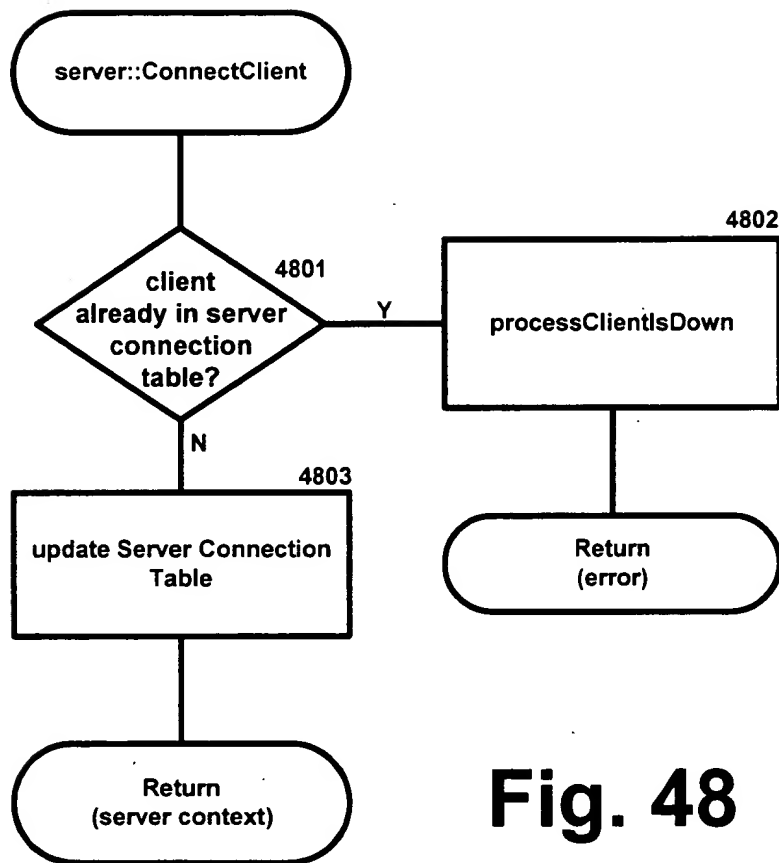 server::ConnectClient
4801
client
already in server
connection
table?
Y
4802
processClientIsDown
N
4803
update Server Connection
Table
Return
(error)
Return
(server context)
Fig. 48